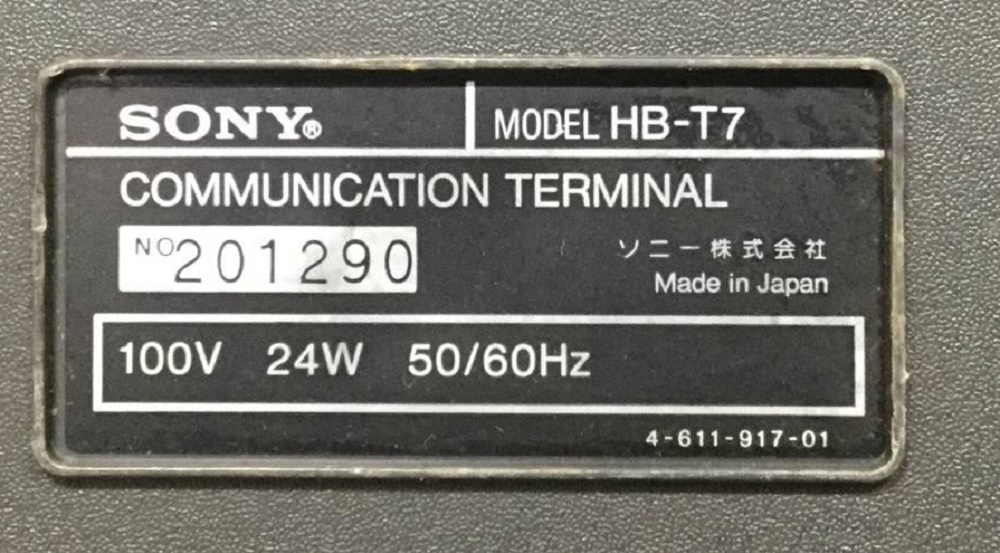 SONY® MODEL HB-T7
COMMUNICATION TERMINAL
NO 201290
ソニー株式会社
Made in Japan
100V 24W 50/60Hz
4-611-917-01